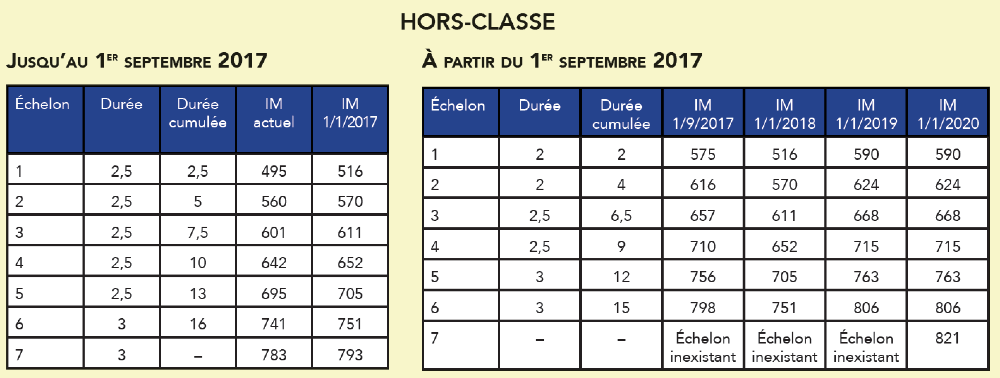 HORS-CLASSE
Jusqu’au 1er septembre 2017
Échelon Durée Durée cumulée IM actuel IM 1/1/2017
1 2,5 2,5 495 516
2 2,5 5 560 570
3 2,5 7,5 601 611
4 2,5 10 642 652
5 2,5 13 695 705
6 3 16 741 751
7 3 – 783 793
À partir du 1er septembre 2017
Échelon Durée Durée cumulée IM 1/9/2017 IM 1/1/2018 IM 1/1/2019 IM 1/1/2020
1 2 2 575 516 590 590
2 2 4 616 570 624 624
3 2,5 6,5 657 611 668 668
4 2,5 9 710 652 715 715
5 3 12 756 705 763 763
6 3 15 798 751 806 806
7 – – Échelon inexistant Échelon inexistant Échelon inexistant 821